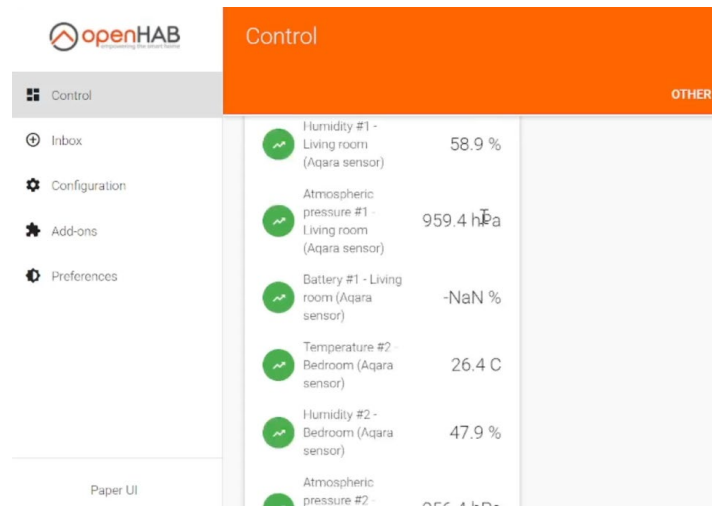 openHAB
empowering the smart home
Control
OTHER
Control
Inbox
Configuration
Add-ons
Preferences
Paper UI
Humidity #1 -
Living room
(Aqara sensor)
58.9 %
Atmospheric
pressure #1 -
Living room
(Aqara sensor)
959.4 hPa
Battery #1 - Living
room (Aqara
sensor)
-NaN %
Temperature #2 -
Bedroom (Aqara
sensor)
26.4 C
Humidity #2 -
Bedroom (Aqara
sensor)
47.9 %
Atmospheric
pressure #2 -
hPa